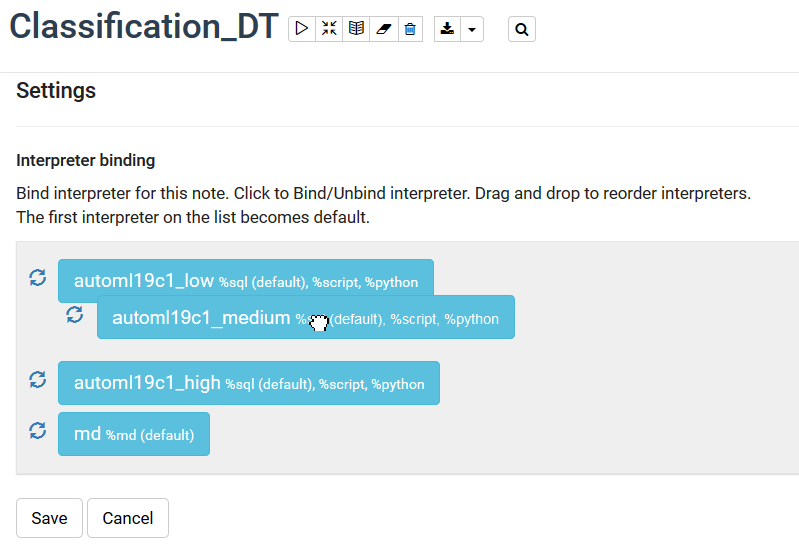 Classification_DT
Settings
Interpreter binding
Bind interpreter for this note. Click to Bind/Unbind interpreter. Drag and drop to reorder interpreters.
The first interpreter on the list becomes default.
automl19c1_low %sql (default), %script, %python
automl19c1_medium (default), %script, %python
automl19c1_high %sql (default), %script, %python
md %md (default)
Save Cancel